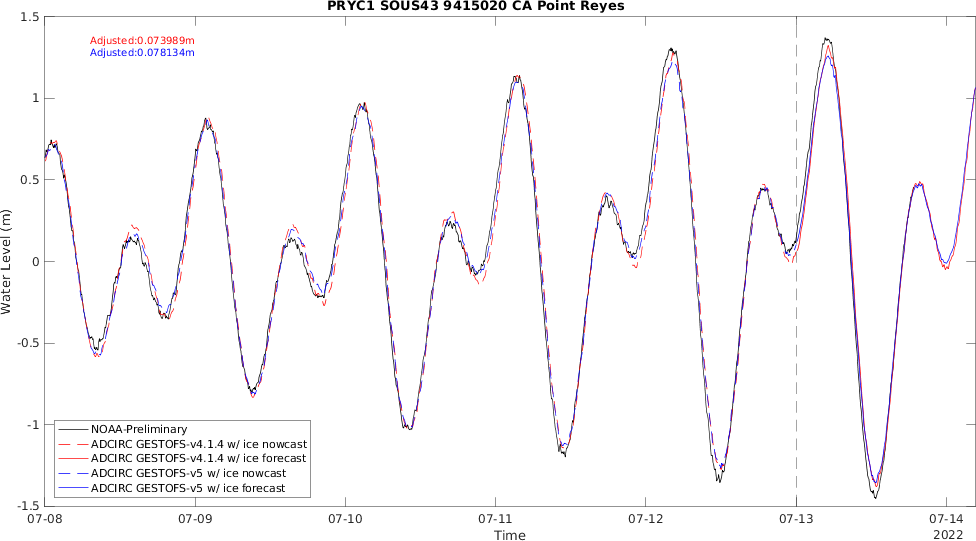 PRYC1 SOUS43 9415020 CA Point Reyes
Adjusted:0.073989m
Adjusted:0.078134m
1.5
1
0.5
0
-0.5
-1
-1.5
Water Level (m)
NOAA-Preliminary
ADCIRC GESTOFS-v4.1.4 w/ ice nowcast
ADCIRC GESTOFS-v4.1.4 w/ ice forecast
ADCIRC GESTOFS-v5 w/ ice nowcast
ADCIRC GESTOFS-v5 w/ ice forecast
07-08 07-09 07-10 07-11 07-12 07-13 07-14
Time
2022